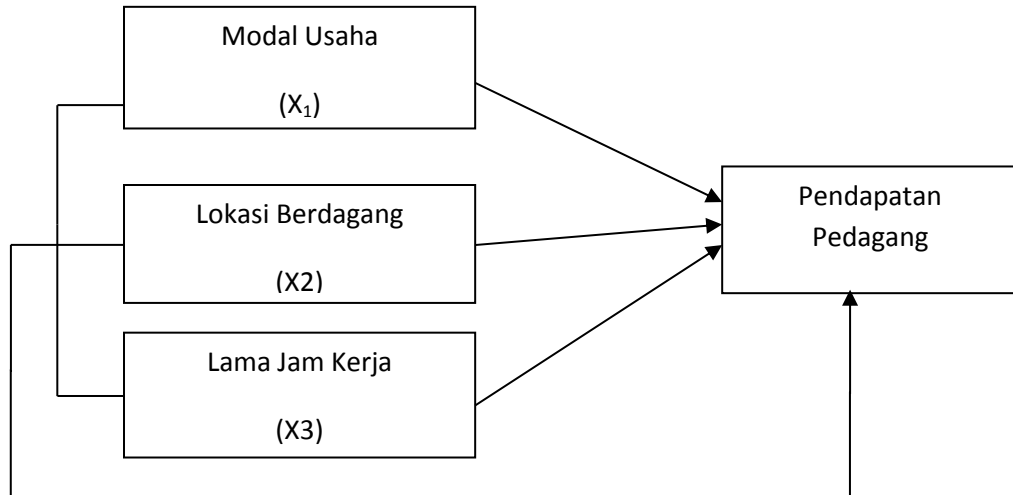 Modal Usaha
(X₁)
Lokasi Berdagang
(X2)
Lama Jam Kerja
(X3)
Pendapatan
Pedagang